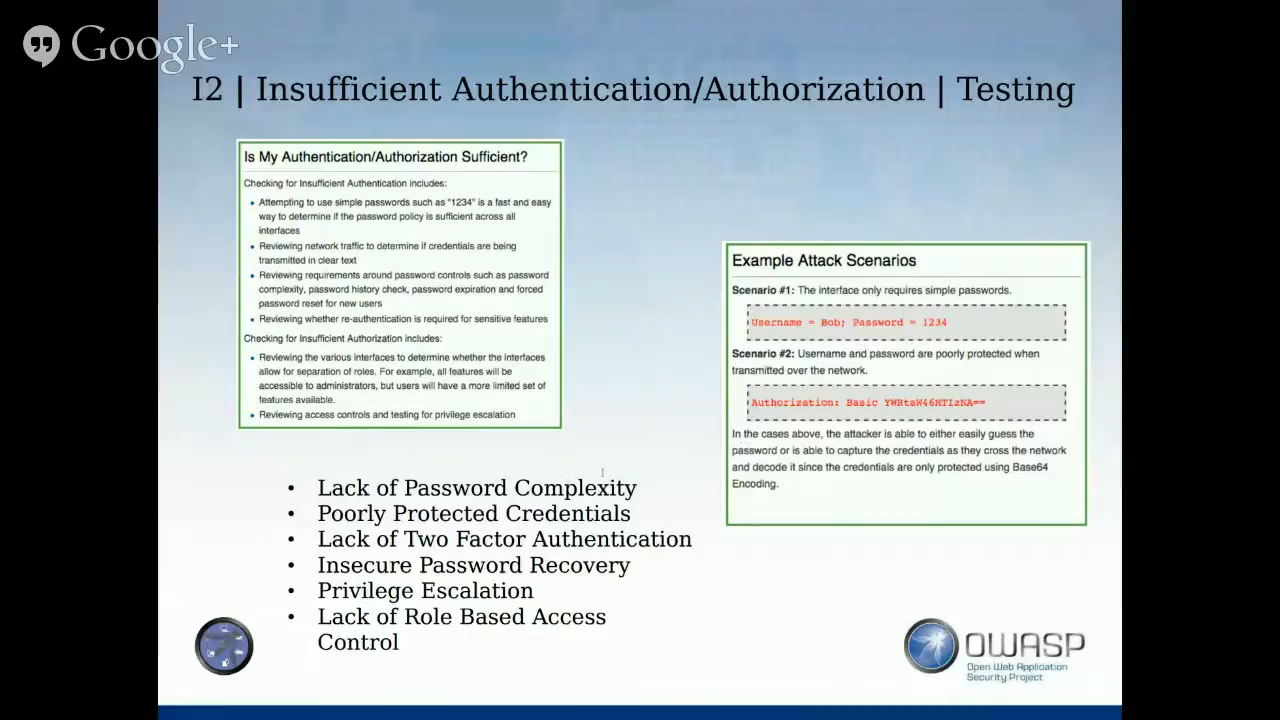 Google+
I2 | Insufficient Authentication/Authorization | Testing
Is My Authentication/Authorization Sufficient?
Checking for Insufficient Authentication includes:
• Attempting to use simple passwords such as "1234" is a fast and easy
way to determine if the password policy is sufficient across all
interfaces
• Reviewing network traffic to determine if credentials are being
transmitted in clear text
• Reviewing requirements around password controls such as password
complexity, password history check, password expiration and forced
password reset for new users
• Reviewing whether re-authentication is required for sensitive features
Checking for Insufficient Authorization includes:
• Reviewing the various interfaces to determine whether the interfaces
allow for separation of roles. For example, all features will be
accessible to administrators, but users will have a more limited set of
features available.
• Reviewing access controls and testing for privilege escalation
Example Attack Scenarios
Scenario #1: The interface only requires simple passwords.
Username = Bob; Password = 1234
Scenario #2: Username and password are poorly protected when
transmitted over the network.
Authorization: Basic YWRtaW46MTIzNA==
In the cases above, the attacker is able to either easily guess the
password or is able to capture the credentials as they cross the network
and decode it since the credentials are only protected using Base64
Encoding.
• Lack of Password Complexity
• Poorly Protected Credentials
• Lack of Two Factor Authentication
• Insecure Password Recovery
• Privilege Escalation
• Lack of Role Based Access
Control
OWASP
Open Web Application
Security Project